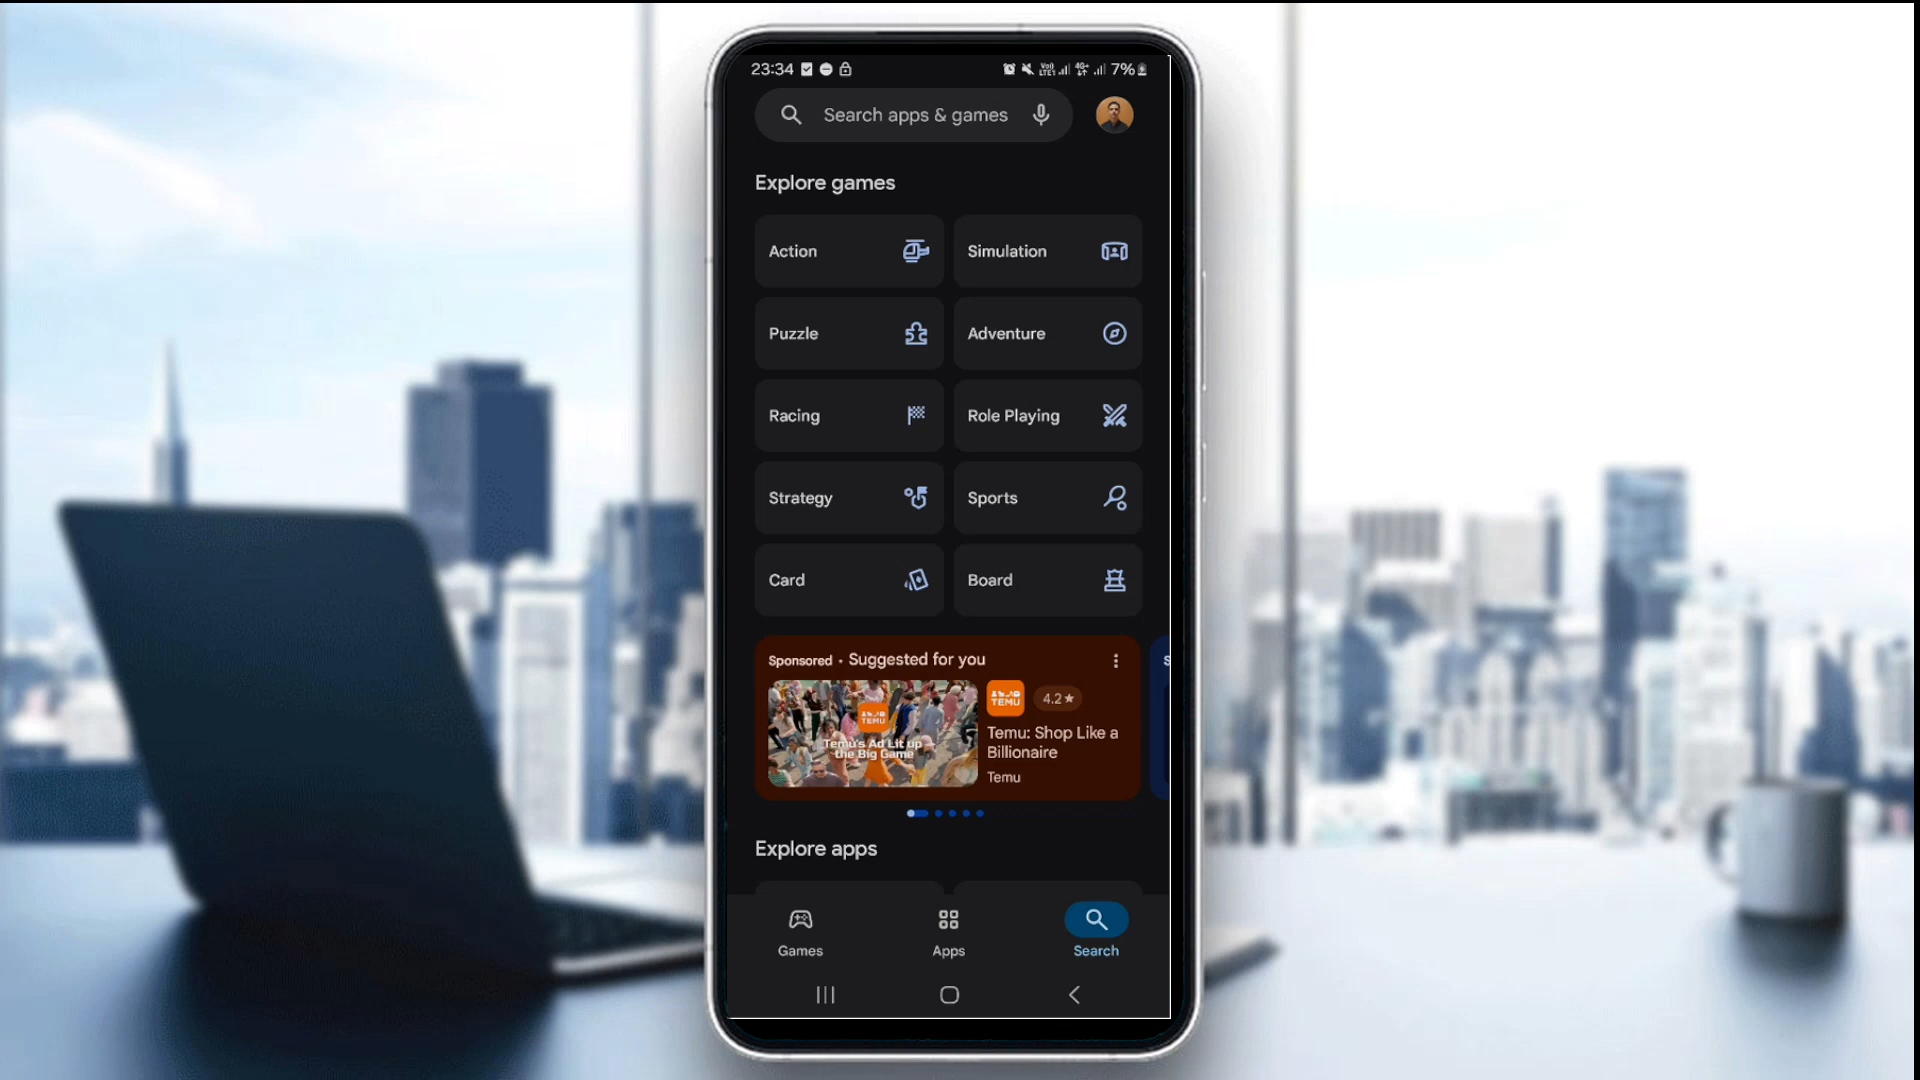 23:34 7%
Search apps & games
Explore games
Action
Simulation
Puzzle
Adventure
Racing
Role Playing
Strategy
Sports
Card
Board
Sponsored • Suggested for you
S
TEMU
Temu's Ad Lit up
the Big Game
TEMU
4.2★
Temu: Shop Like a
Billionaire
Temu
Explore apps
Games
Apps
Search